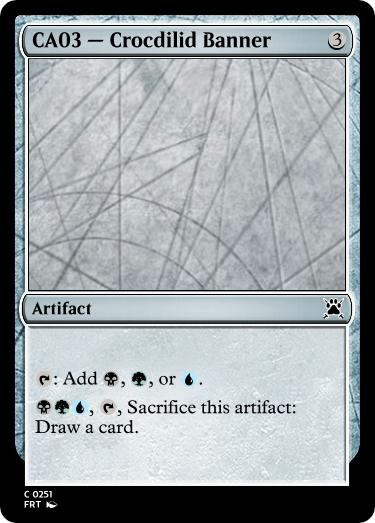 CA03 — Crocdilid Banner 3
Artifact
: Add , , or .
, , Sacrifice this artifact:
Draw a card.
C 0251
FRT